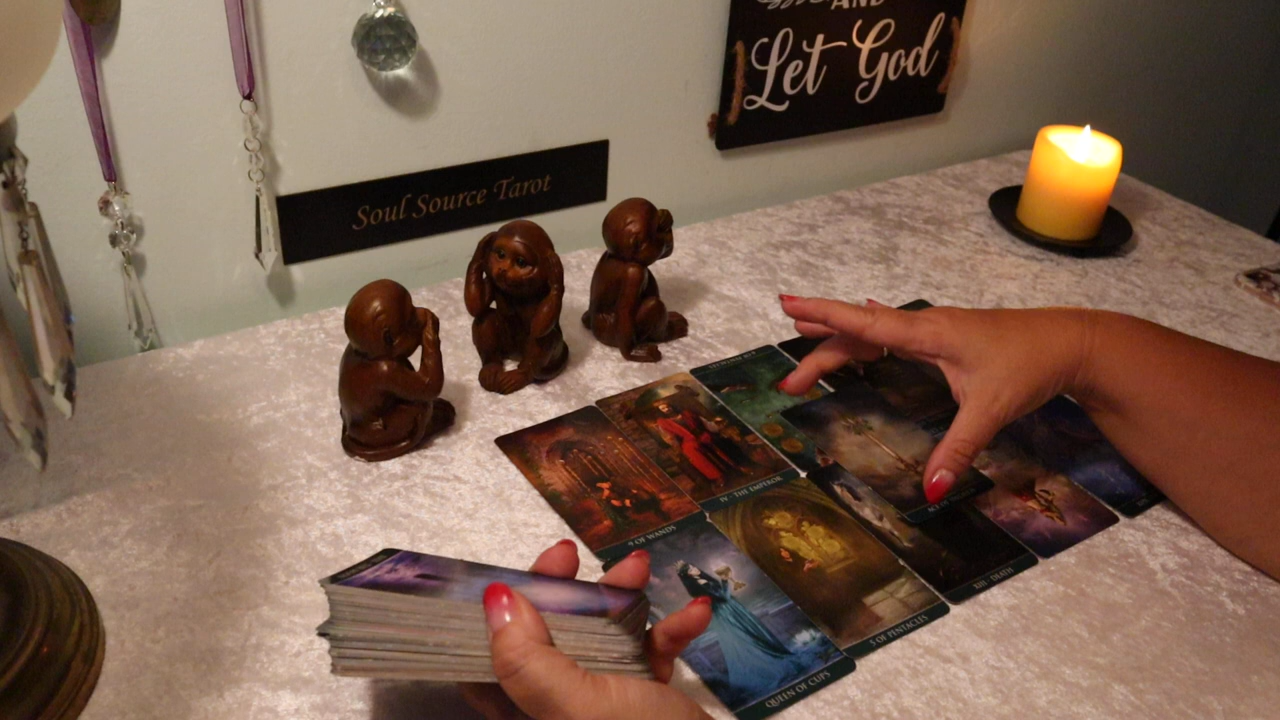 AND
Let God
Soul Source Tarot
9 OF WANDS
IV - THE EMPEROR
QUEEN OF CUPS
5 OF PENTACLES
XIII - DEATH
ACE OF